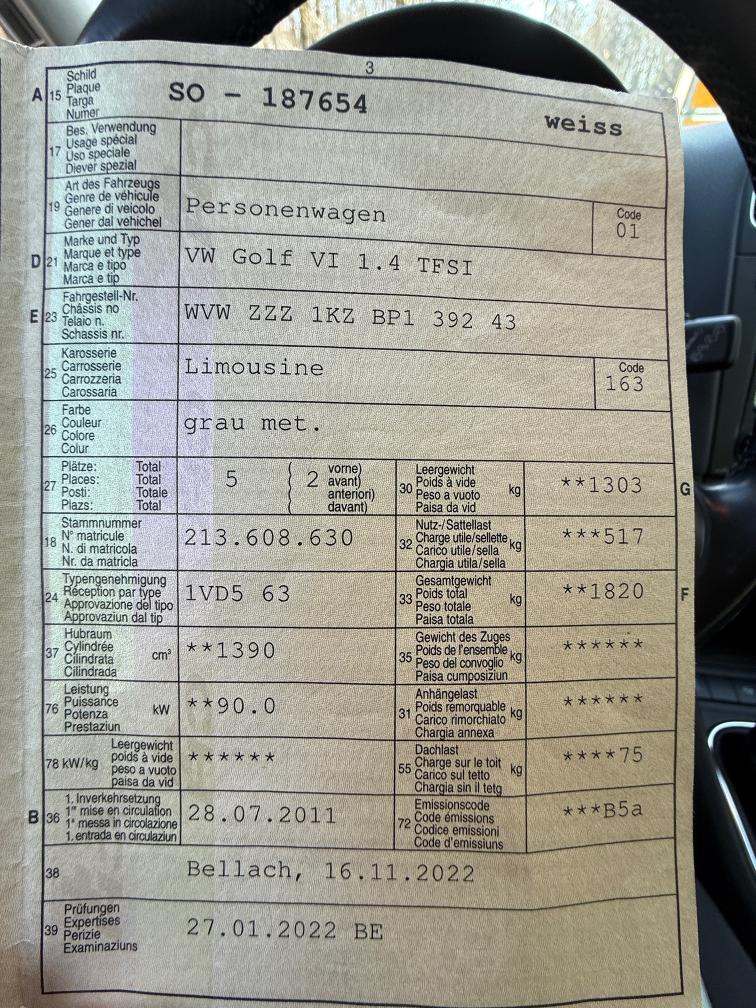 3
A 15 Schild
Plaque
Targa
Numer
SO - 187654
weiss
17 Bes. Verwendung
Usage spécial
Uso speciale
Diever spezial
19 Art des Fahrzeugs
Genre de véhicule
Genere di veicolo
Gener dal vehichel
Personenwagen
Code
01
D 21 Marke und Typ
Marque et type
Marca e tipo
Marca e tip
VW Golf VI 1.4 TFSI
E 23 Fahrgestell-Nr.
Châssis no
Telaio n.
Schassis nr.
WVW ZZZ 1KZ BP1 392 43
25 Karosserie
Carrosserie
Carrozzeria
Carossaria
Limousine
Code
163
26 Farbe
Couleur
Colore
Colur
grau met.
27 Plätze: Total
Places: Total
Posti: Totale
Plazs: Total
5 ( 2 vorne)
avant)
anteriori)
davant)
30 Leergewicht
Poids à vide
Peso a vuoto
Paisa da vid
kg
**1303
G
18 Stammnummer
N° matricule
N. di matricola
Nr. da matricla
213.608.630
32 Nutz-/Sattellast
Charge utile/sellette
Carico utile/sella
Chargia utila/sella
kg
***517
24 Typengenehmigung
Réception par type
Approvazione del tipo
Approvaziun dal tip
1VD5 63
33 Gesamtgewicht
Poids total
Peso totale
Paisa totala
kg
**1820
F
37 Hubraum
Cylindrée
Cilindrata
Cilindrada
cm³
**1390
35 Gewicht des Zuges
Poids de l'ensemble
Peso del convoglio
Paisa cumposiziun
kg
******
76 Leistung
Puissance
Potenza
Prestaziun
kW
**90.0
31 Anhängelast
Poids remorquable
Carico rimorchiato
Chargia annexa
kg
******
78 kW/kg Leergewicht
poids à vide
peso a vuoto
paisa da vid
******
55 Dachlast
Charge sur le toit
Carico sul tetto
Chargia sin il tetg
kg
****75
B 36 1. Inverkehrsetzung
1re mise en circulation
1a messa in circolazione
1. entrada en circulaziun
28.07.2011
72 Emissionscode
Code émissions
Codice emissioni
Code d'emissiuns
***B5a
38
Bellach, 16.11.2022
39 Prüfungen
Expertises
Perizie
Examinaziuns
27.01.2022 BE